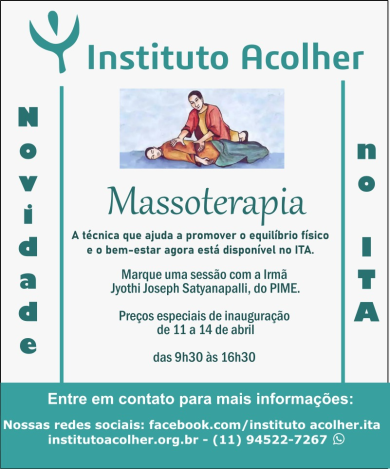 Instituto Acolher
Novidade
no ITA
Massoterapia
A técnica que ajuda a promover o equilíbrio físico
e o bem-estar agora está disponível no ITA.
Marque uma sessão com a Irmã
Jyothi Joseph Satyanapalli, do PIME.
Preços especiais de inauguração
de 11 a 14 de abril
das 9h30 às 16h30
Entre em contato para mais informações:
Nossas redes sociais: facebook.com/instituto acolher.ita
institutoacolher.org.br - (11) 94522-7267